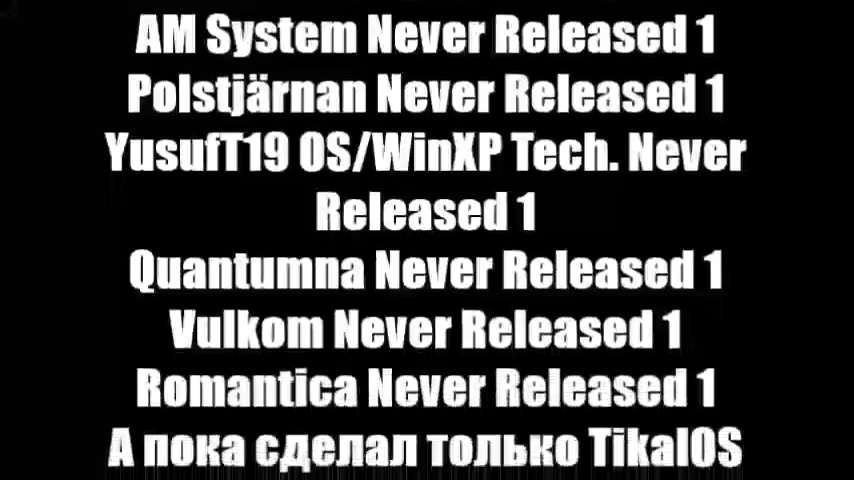 AM System Never Released 1
Polstjärnan Never Released 1
YusufT19 OS/WinXP Tech. Never
Released 1
Quantumna Never Released 1
Vulkom Never Released 1
Romantica Never Released 1
А пока сделал только TikalOS